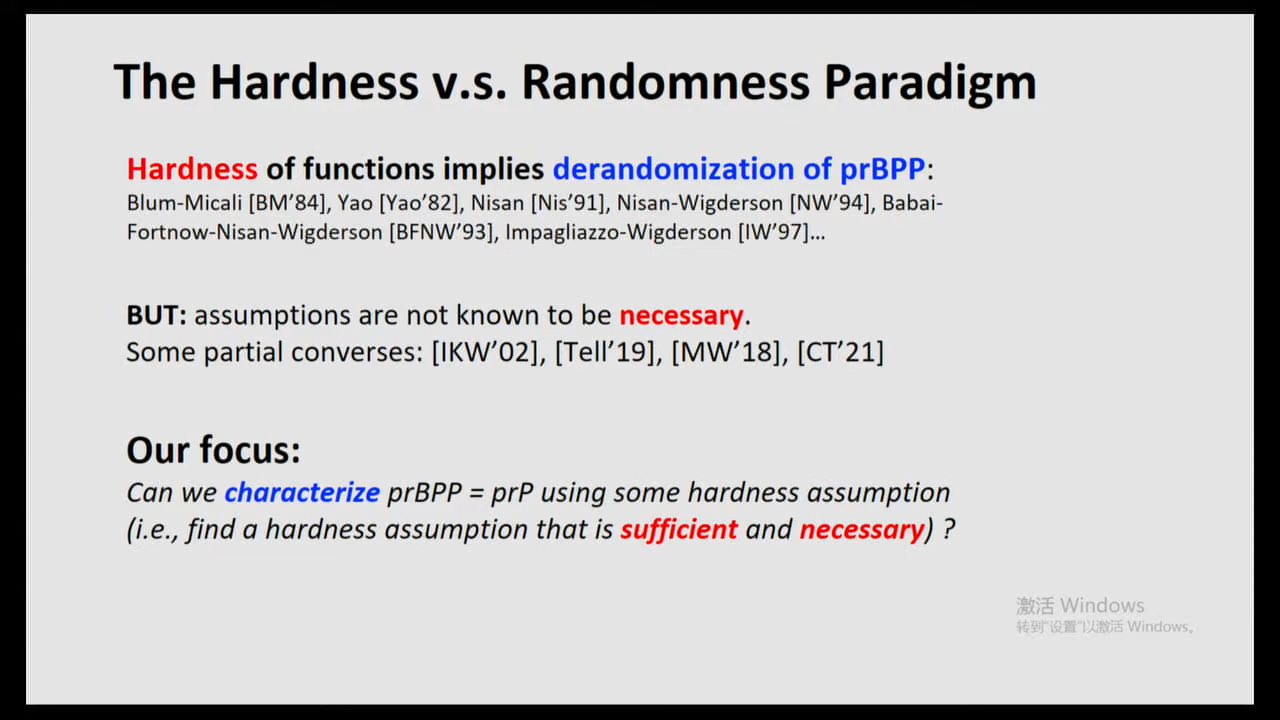 The Hardness v.s. Randomness Paradigm
Hardness of functions implies derandomization of prBPP:
Blum-Micali [BM’84], Yao [Yao’82], Nisan [Nis’91], Nisan-Wigderson [NW’94], Babai-
Fortnow-Nisan-Wigderson [BFNW’93], Impagliazzo-Wigderson [IW’97]…
BUT: assumptions are not known to be necessary.
Some partial converses: [IKW’02], [Tell’19], [MW’18], [CT’21]
Our focus:
Can we characterize prBPP = prP using some hardness assumption
(i.e., find a hardness assumption that is sufficient and necessary) ?
激活 Windows
转到“设置”以激活 Windows。